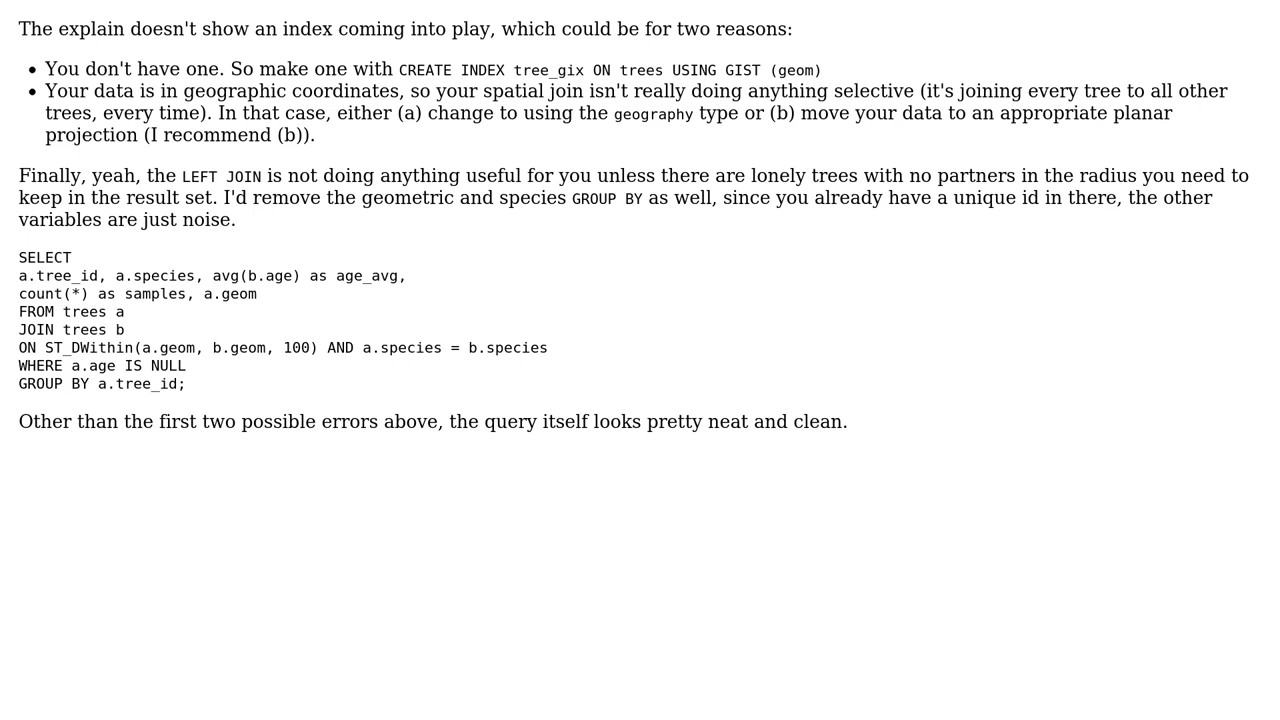 The explain doesn't show an index coming into play, which could be for two reasons:
• You don't have one. So make one with CREATE INDEX tree_gix ON trees USING GIST (geom)
• Your data is in geographic coordinates, so your spatial join isn't really doing anything selective (it's joining every tree to all other
trees, every time). In that case, either (a) change to using the geography type or (b) move your data to an appropriate planar
projection (I recommend (b)).
Finally, yeah, the LEFT JOIN is not doing anything useful for you unless there are lonely trees with no partners in the radius you need to
keep in the result set. I'd remove the geometric and species GROUP BY as well, since you already have a unique id in there, the other
variables are just noise.
SELECT
a.tree_id, a.species, avg(b.age) as age_avg,
count(*) as samples, a.geom
FROM trees a
JOIN trees b
ON ST_DWithin(a.geom, b.geom, 100) AND a.species = b.species
WHERE a.age IS NULL
GROUP BY a.tree_id;
Other than the first two possible errors above, the query itself looks pretty neat and clean.